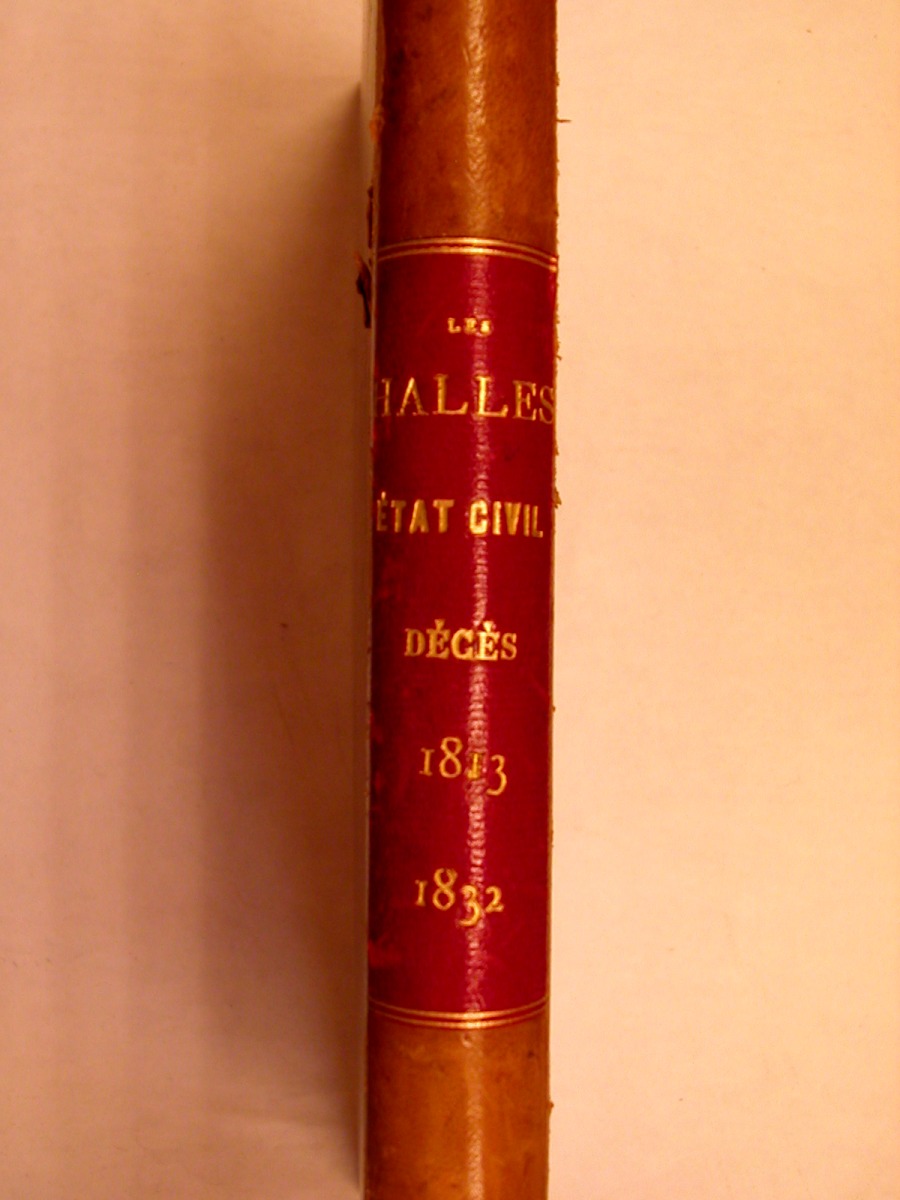 LES
HALLES
ÉTAT CIVIL
DÉCÈS
1813
1832